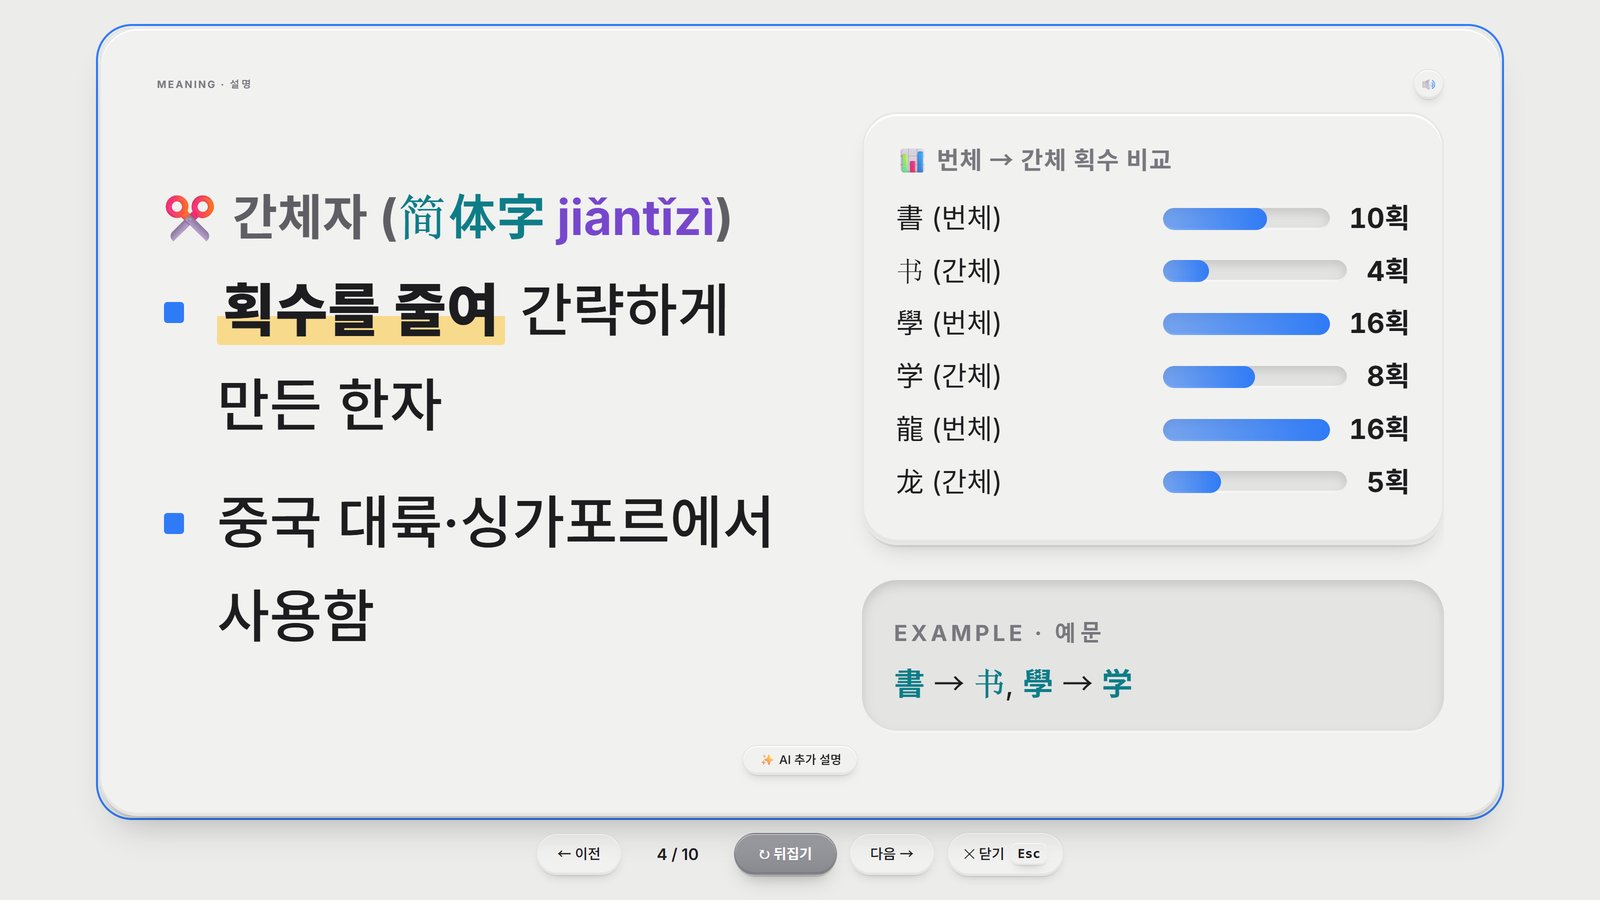 MEANING · 설명
간체자 (简体字 jiǎntǐzì)
획수를 줄여 간략하게
만든 한자
중국 대륙·싱가포르에서
사용함
번체 → 간체 획수 비교
書 (번체) 10획
书 (간체) 4획
學 (번체) 16획
学 (간체) 8획
龍 (번체) 16획
龙 (간체) 5획
EXAMPLE · 예문
書 → 书, 學 → 学
AI 추가 설명
← 이전 4 / 10 ↻ 뒤집기 다음 → ✕ 닫기 Esc